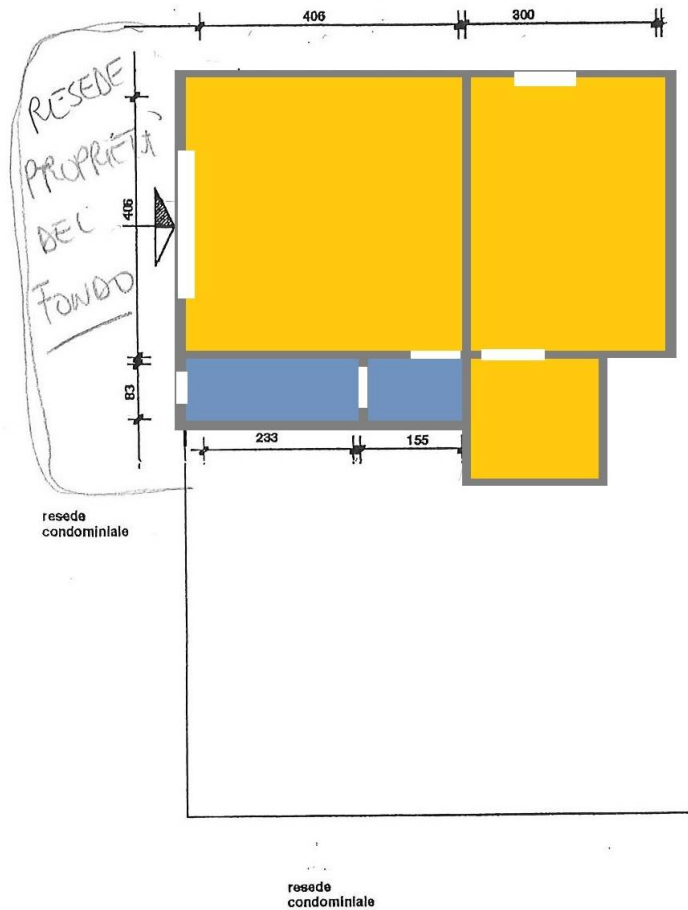 406
300
RESEDE
PROPRIETÀ
DEL
FONDO
406
83
233
155
resede
condominiale
resede
condominiale